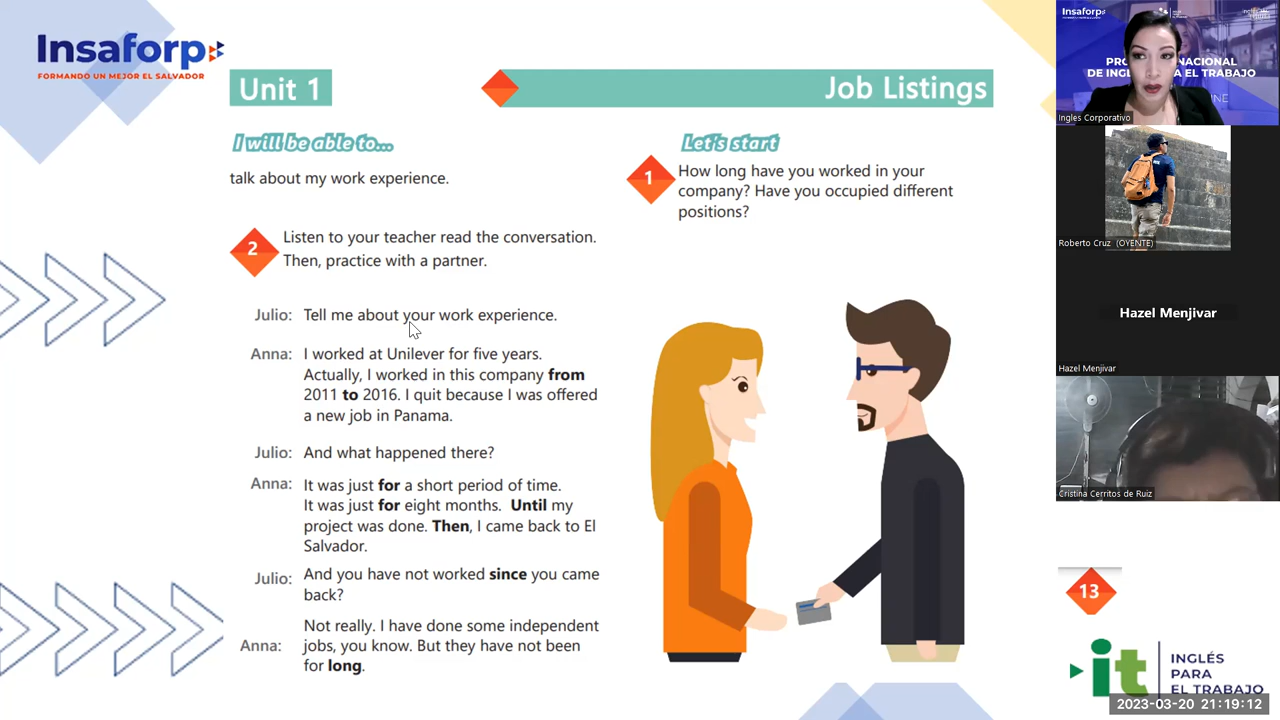 Insaforp
FORMANDO UN MEJOR EL SALVADOR
Unit 1
Job Listings
I will be able to...
talk about my work experience.
Let's start
1
How long have you worked in your
company? Have you occupied different
positions?
2
Listen to your teacher read the conversation.
Then, practice with a partner.
Julio: Tell me about your work experience.
Anna: I worked at Unilever for five years.
Actually, I worked in this company from
2011 to 2016. I quit because I was offered
a new job in Panama.
Julio: And what happened there?
Anna: It was just for a short period of time.
It was just for eight months. Until my
project was done. Then, I came back to El
Salvador.
Julio: And you have not worked since you came
back?
Anna: Not really. I have done some independent
jobs, you know. But they have not been
for long.
Insaforp
DE INGL
A EL TRABAJO
Ingles Corporativo
Roberto Cruz (OYENTE)
Hazel Menjivar
Hazel Menjivar
Cristina Cerritos de Ruiz
13
it
INGLÉS
PARA
EL TRABAJO
2023-03-20 21:19:12